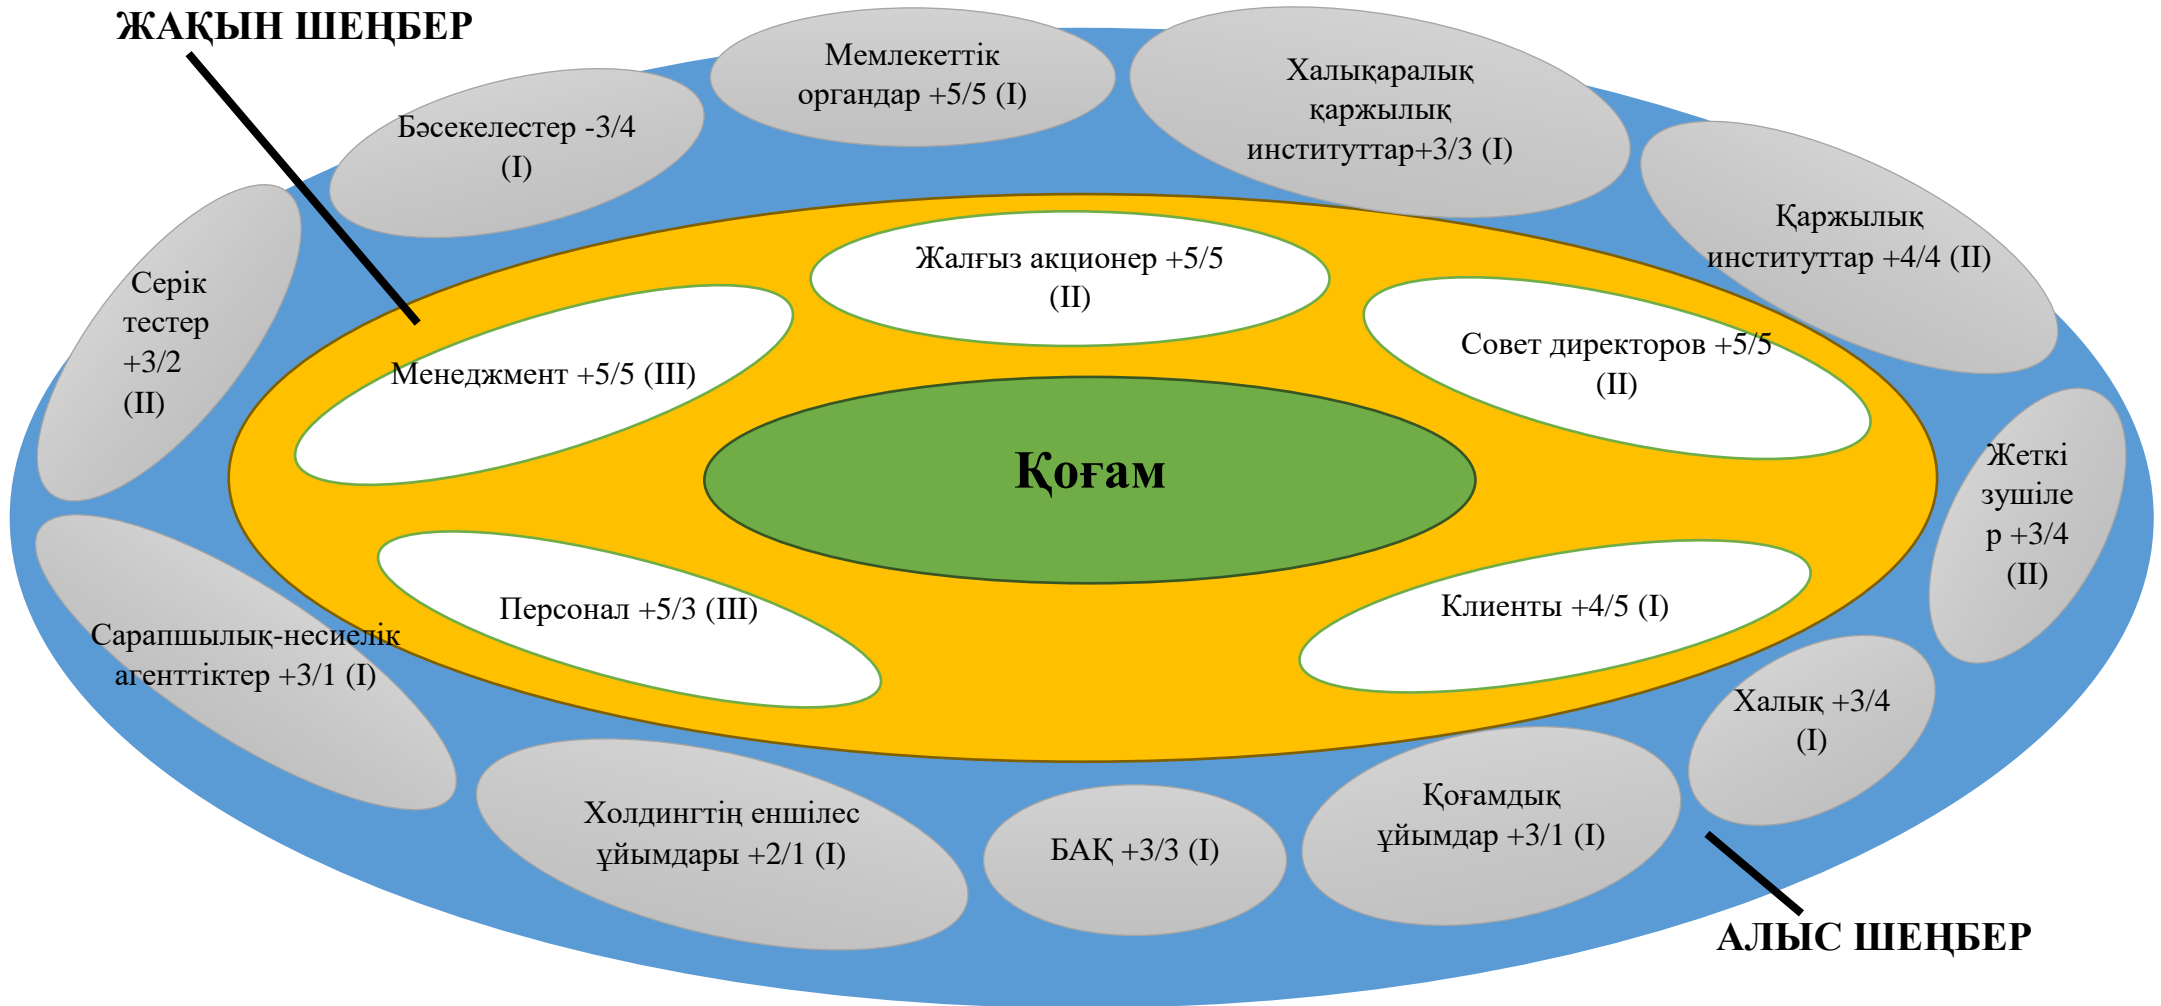 ЖАҚЫН ШЕҢБЕР
Мемлекеттік
органдар +5/5 (I)
Халықаралық
қаржылық
институттар+3/3 (I)
Бәсекелестер -3/4
(I)
Қаржылық
институттар +4/4 (II)
Серік
тестер
+3/2
(II)
Жалғыз акционер +5/5
(II)
Менеджмент +5/5 (III)
Совет директоров +5/5
(II)
Қоғам
Жеткі
зушіле
р +3/4
(II)
Персонал +5/3 (III)
Клиенты +4/5 (I)
Сарапшылық-несиелік
агенттіктер +3/1 (I)
Халық +3/4
(I)
Холдингтің еншілес
ұйымдары +2/1 (I)
БАҚ +3/3 (I)
Қоғамдық
ұйымдар +3/1 (I)
АЛЫС ШЕҢБЕР